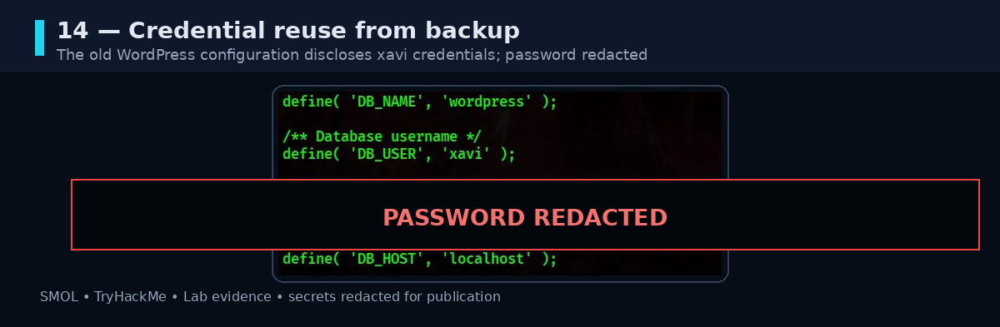 14 — Credential reuse from backup
The old WordPress configuration discloses xavi credentials; password redacted
define( 'DB_NAME', 'wordpress' );
/** Database username */
define( 'DB_USER', 'xavi' );
PASSWORD REDACTED
define( 'DB_HOST', 'localhost' );
SMOL • TryHackMe • Lab evidence • secrets redacted for publication